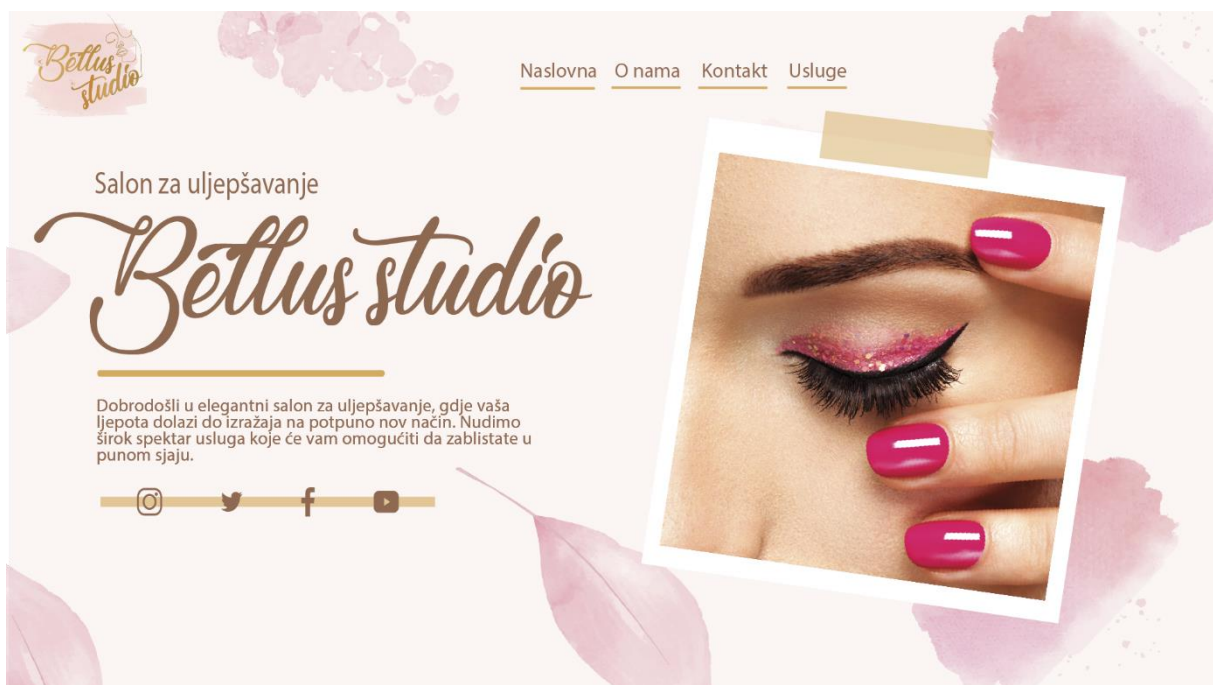 Bellus
studio
Naslovna O nama Kontakt Usluge
Salon za uljepšavanje
Bellus studio
Dobrodošli u elegantni salon za uljepšavanje, gdje vaša
ljepota dolazi do izražaja na potpuno nov način. Nudimo
širok spektar usluga koje će vam omogućiti da zablistate u
punom sjaju.